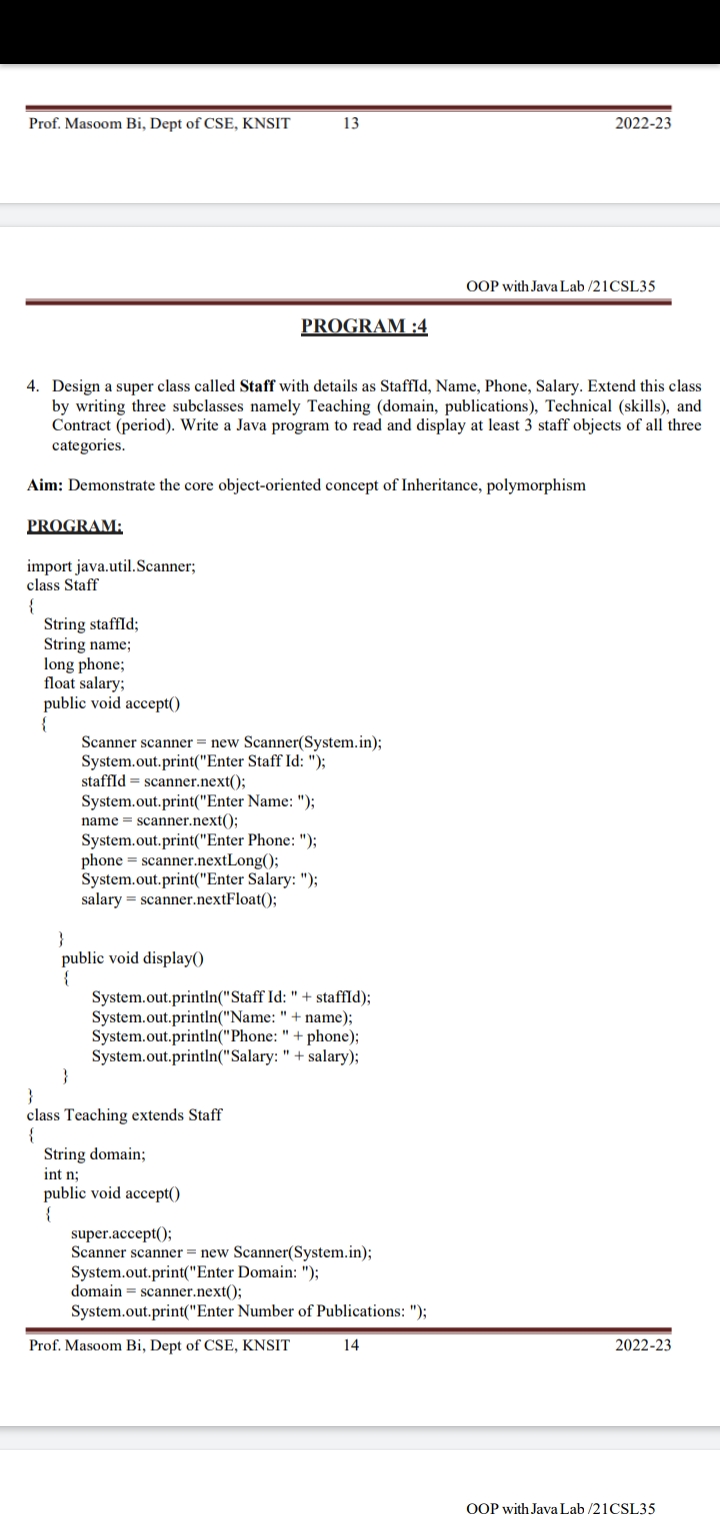 Prof. Masoom Bi, Dept of CSE, KNSIT 13 2022-23
OOP with Java Lab /21CSL35
PROGRAM :4
4. Design a super class called Staff with details as StaffId, Name, Phone, Salary. Extend this class
by writing three subclasses namely Teaching (domain, publications), Technical (skills), and
Contract (period). Write a Java program to read and display at least 3 staff objects of all three
categories.
Aim: Demonstrate the core object-oriented concept of Inheritance, polymorphism
PROGRAM:
import java.util.Scanner;
class Staff
{
String staffId;
String name;
long phone;
float salary;
public void accept()
{
Scanner scanner = new Scanner(System.in);
System.out.print("Enter Staff Id: ");
staffId = scanner.next();
System.out.print("Enter Name: ");
name = scanner.next();
System.out.print("Enter Phone: ");
phone = scanner.nextLong();
System.out.print("Enter Salary: ");
salary = scanner.nextFloat();
}
public void display()
{
System.out.println("Staff Id: " + staffId);
System.out.println("Name: " + name);
System.out.println("Phone: " + phone);
System.out.println("Salary: " + salary);
}
}
class Teaching extends Staff
{
String domain;
int n;
public void accept()
{
super.accept();
Scanner scanner = new Scanner(System.in);
System.out.print("Enter Domain: ");
domain = scanner.next();
System.out.print("Enter Number of Publications: ");
Prof. Masoom Bi, Dept of CSE, KNSIT 14 2022-23
OOP with Java Lab /21CSL35